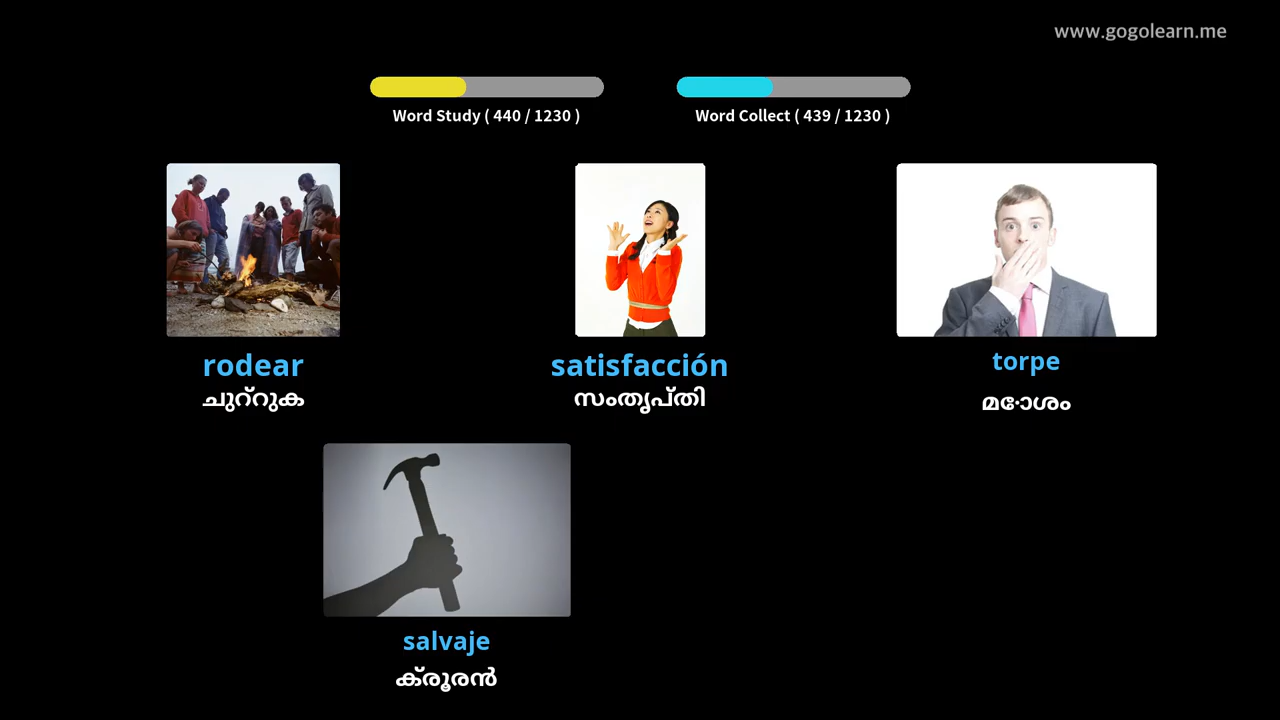 www.gogolearn.me
Word Study ( 440 / 1230 )
Word Collect ( 439 / 1230 )
rodear
ചുറ്റുക
satisfacción
സംതൃപ്തി
torpe
മോശം
salvaje
ക്രൂരൻ